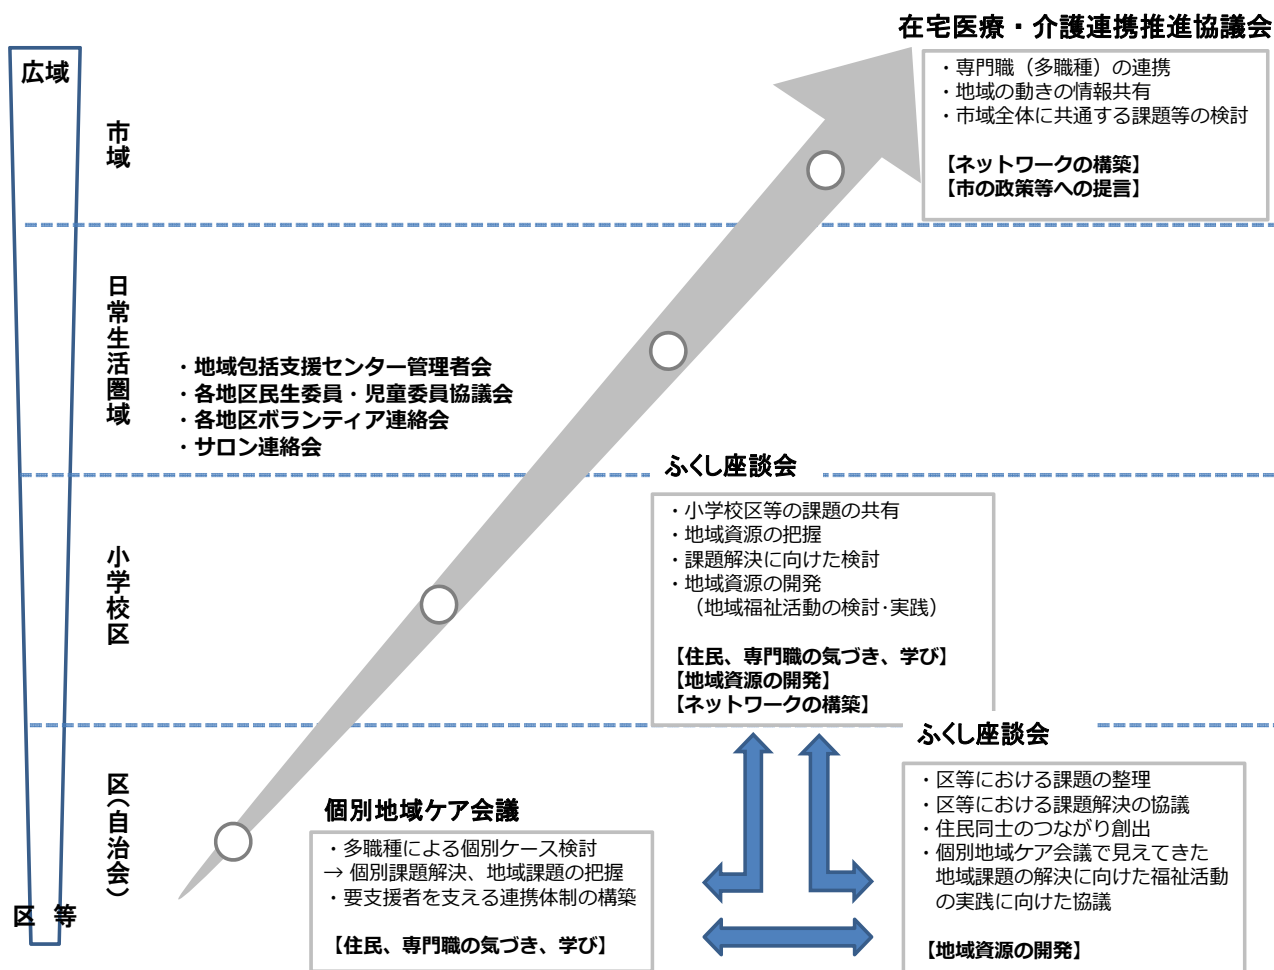 在宅医療・介護連携推進協議会
・専門職（多職種）の連携
・地域の動きの情報共有
・市域全体に共通する課題等の検討
【ネットワークの構築】
【市の政策等への提言】
広域
市域
日常生活圏域
・地域包括支援センター管理者会
・各地区民生委員・児童委員協議会
・各地区ボランティア連絡会
・サロン連絡会
小学校区
ふくし座談会
・小学校区等の課題の共有
・地域資源の把握
・課題解決に向けた検討
・地域資源の開発
（地域福祉活動の検討･実践）
【住民、専門職の気づき、学び】
【地域資源の開発】
【ネットワークの構築】
区（自治会）
区 等
個別地域ケア会議
・多職種による個別ケース検討
→ 個別課題解決、地域課題の把握
・要支援者を支える連携体制の構築
【住民、専門職の気づき、学び】
ふくし座談会
・区等における課題の整理
・区等における課題解決の協議
・住民同士のつながり創出
・個別地域ケア会議で見えてきた
地域課題の解決に向けた福祉活動
の実践に向けた協議
【地域資源の開発】